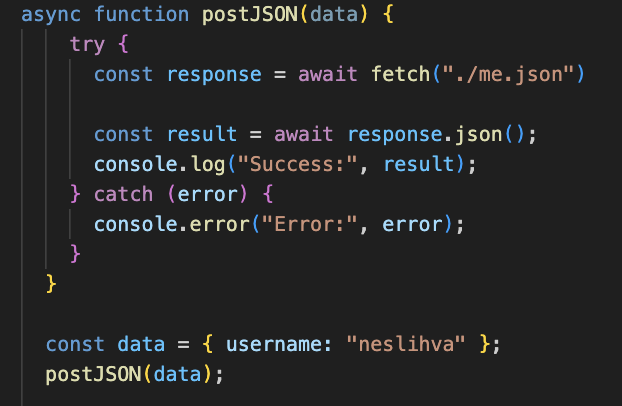 async function postJSON(data) {
try {
const response = await fetch("./me.json")
const result = await response.json();
console.log("Success:", result);
} catch (error) {
console.error("Error:", error);
}
}
const data = { username: "neslihva" };
postJSON(data);